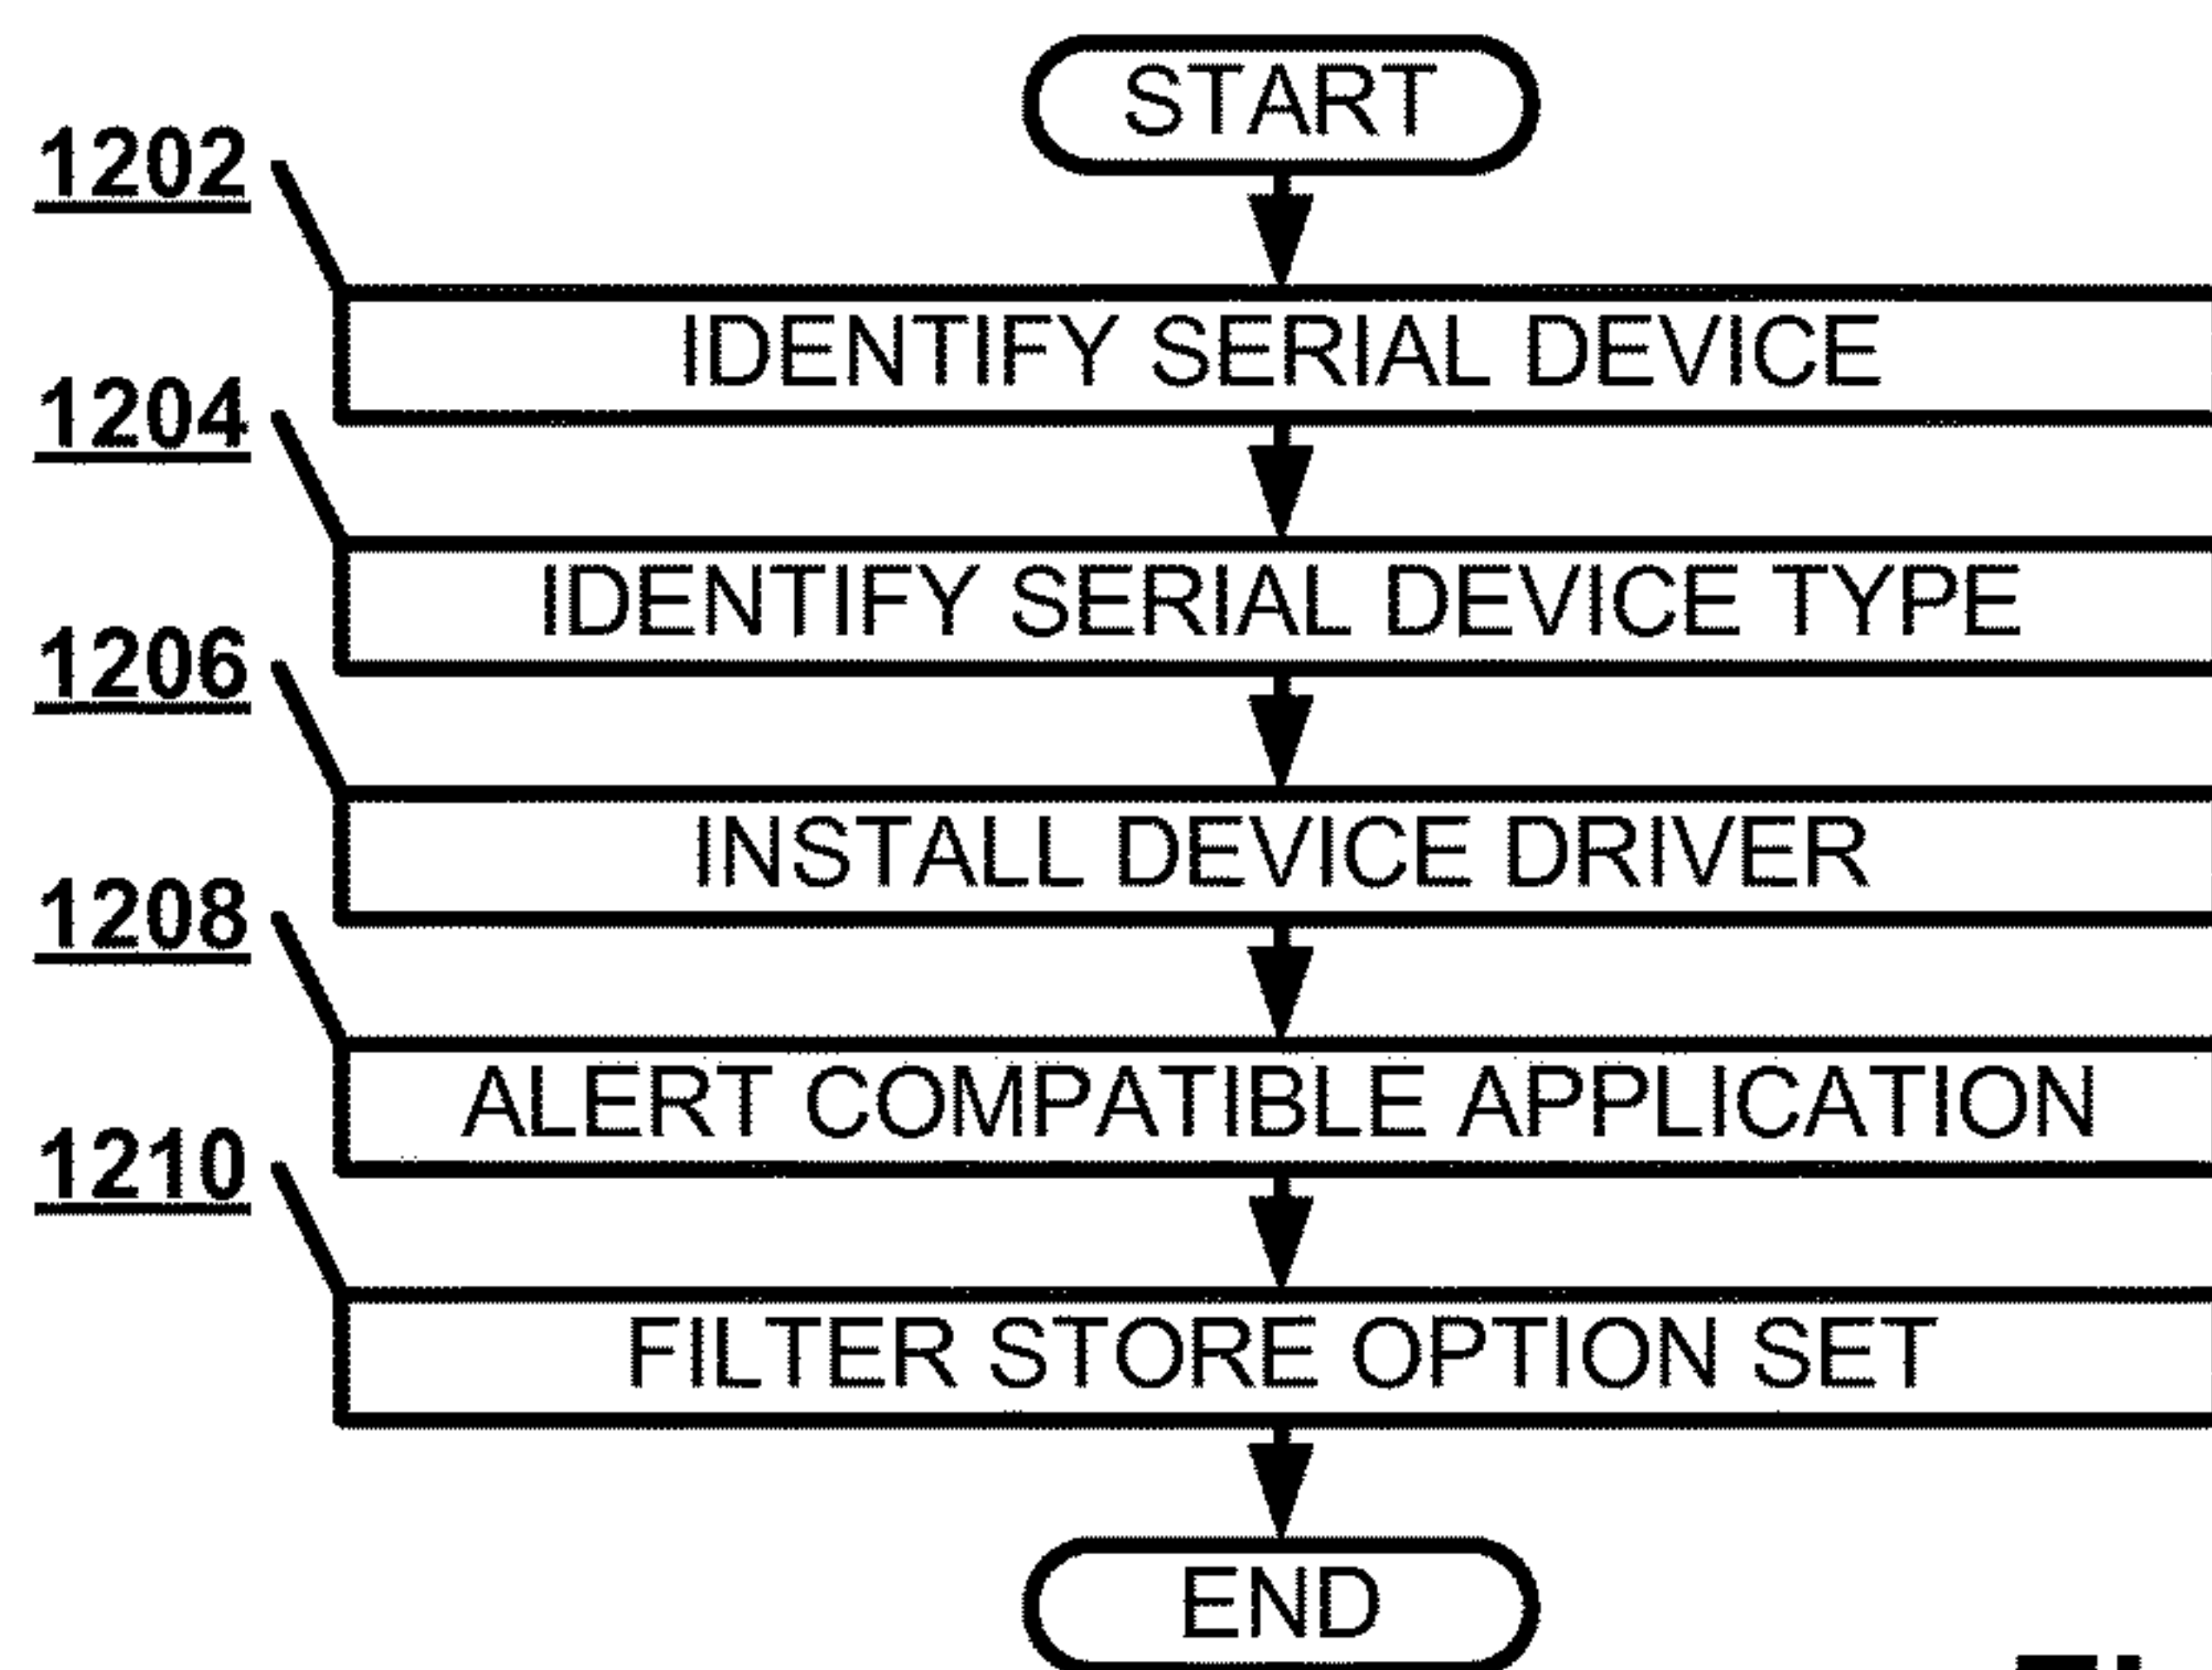 START
1202
IDENTIFY SERIAL DEVICE
1204
IDENTIFY SERIAL DEVICE TYPE
1206
INSTALL DEVICE DRIVER
1208
ALERT COMPATIBLE APPLICATION
1210
FILTER STORE OPTION SET
END